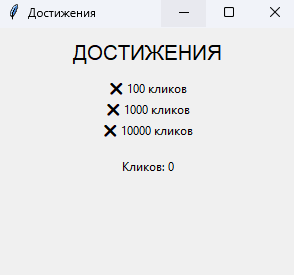 Достижения
ДОСТИЖЕНИЯ
❌ 100 кликов
❌ 1000 кликов
❌ 10000 кликов
Кликов: 0